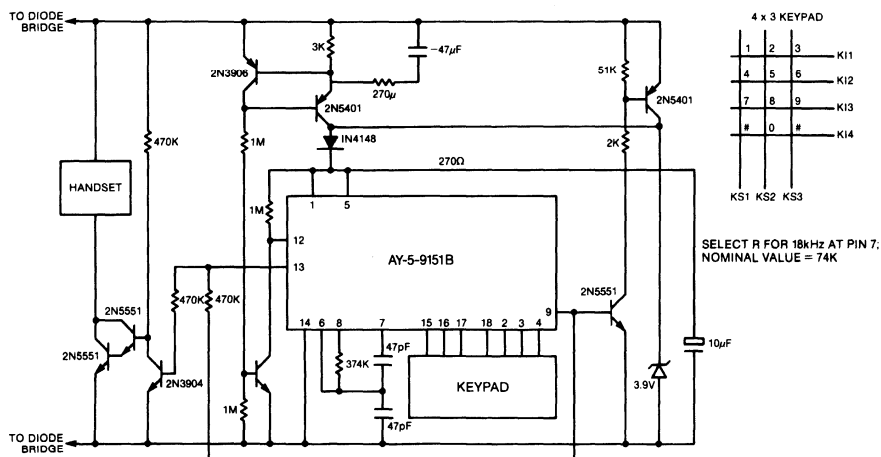 TO DIODE
BRIDGE
4 x 3 KEYPAD
3K
−47µF
51K
1 2 3 KI1
2N3906
4 5 6 KI2
270µ
2N5401
2N5401
7 8 9 KI3
# 0 # KI4
470K
1M
IN4148
2K
270Ω
HANDSET
KS1 KS2 KS3
1M
1 5
12
AY-5-9151B
SELECT R FOR 18kHz AT PIN 7;
NOMINAL VALUE = 74K
13
470K
470K
2N5551
9
2N5551
14 6 8 7 15 16 17 18 2 3 4
2N5551
47pF
10µF
374K
2N3904
KEYPAD
3.9V
1M
47pF
TO DIODE
BRIDGE